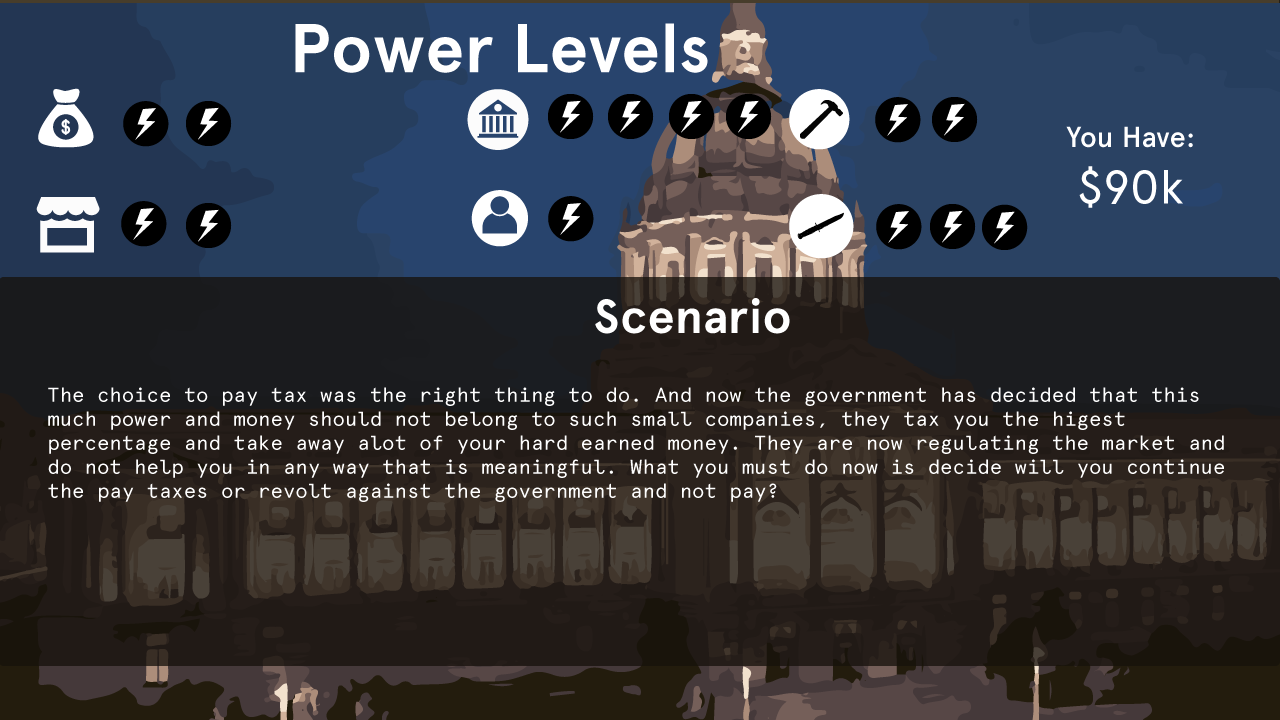 Power Levels
$
You Have:
$90k
Scenario
The choice to pay tax was the right thing to do. And now the government has decided that this
much power and money should not belong to such small companies, they tax you the higest
percentage and take away alot of your hard earned money. They are now regulating the market and
do not help you in any way that is meaningful. What you must do now is decide will you continue
the pay taxes or revolt against the government and not pay?